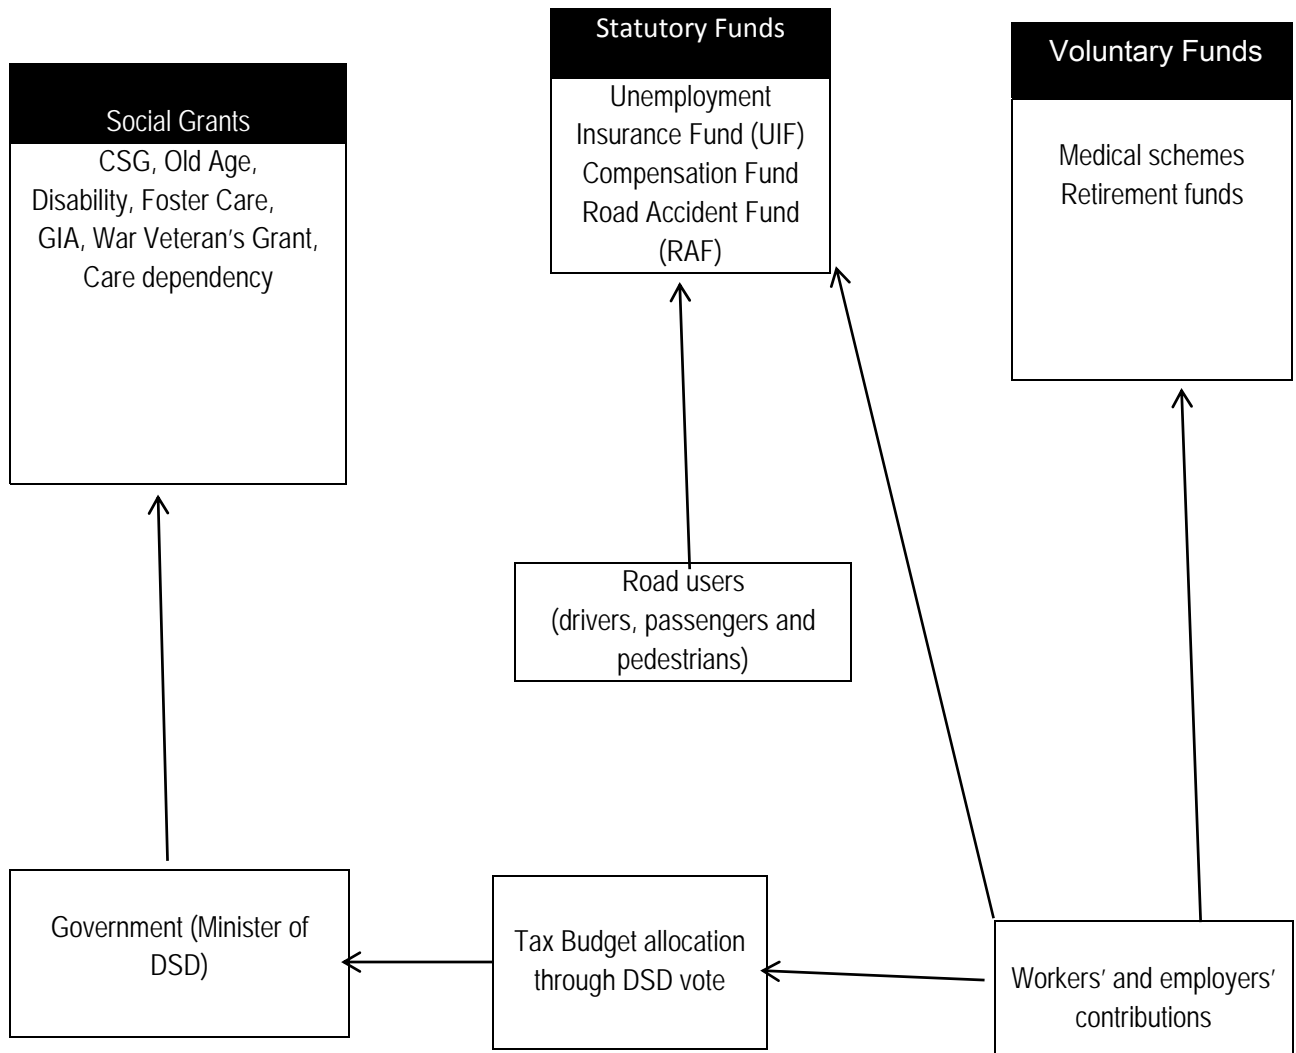 Statutory Funds
Unemployment
Insurance Fund (UIF)
Compensation Fund
Road Accident Fund
(RAF)
Voluntary Funds
Medical schemes
Retirement funds
Social Grants
CSG, Old Age,
Disability, Foster Care,
GIA, War Veteran’s Grant,
Care dependency
Road users
(drivers, passengers and
pedestrians)
Government (Minister of
DSD)
Tax Budget allocation
through DSD vote
Workers’ and employers’
contributions